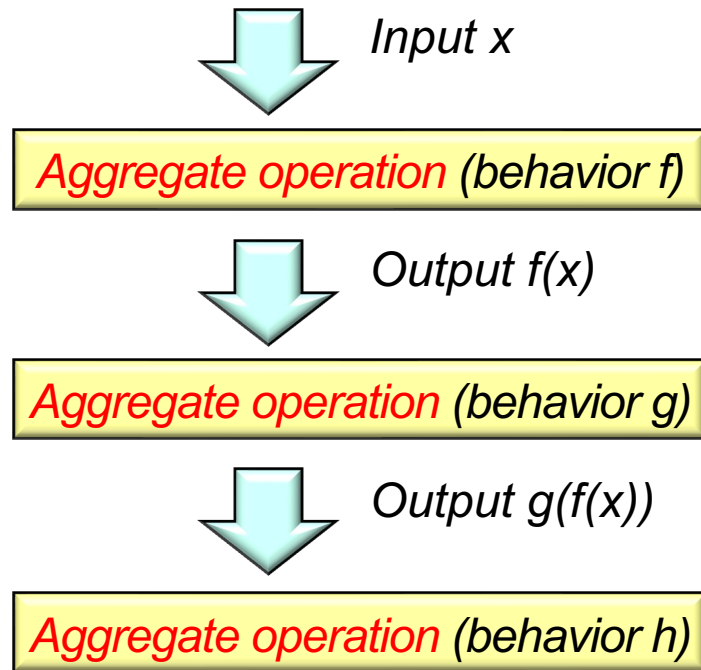 Input x
Aggregate operation (behavior f)
Output f(x)
Aggregate operation (behavior g)
Output g(f(x))
Aggregate operation (behavior h)